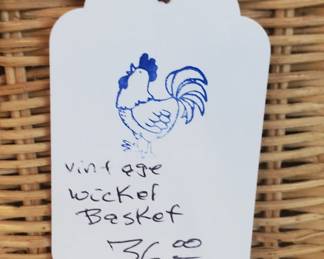 vintage
wicker
Basket
36.00